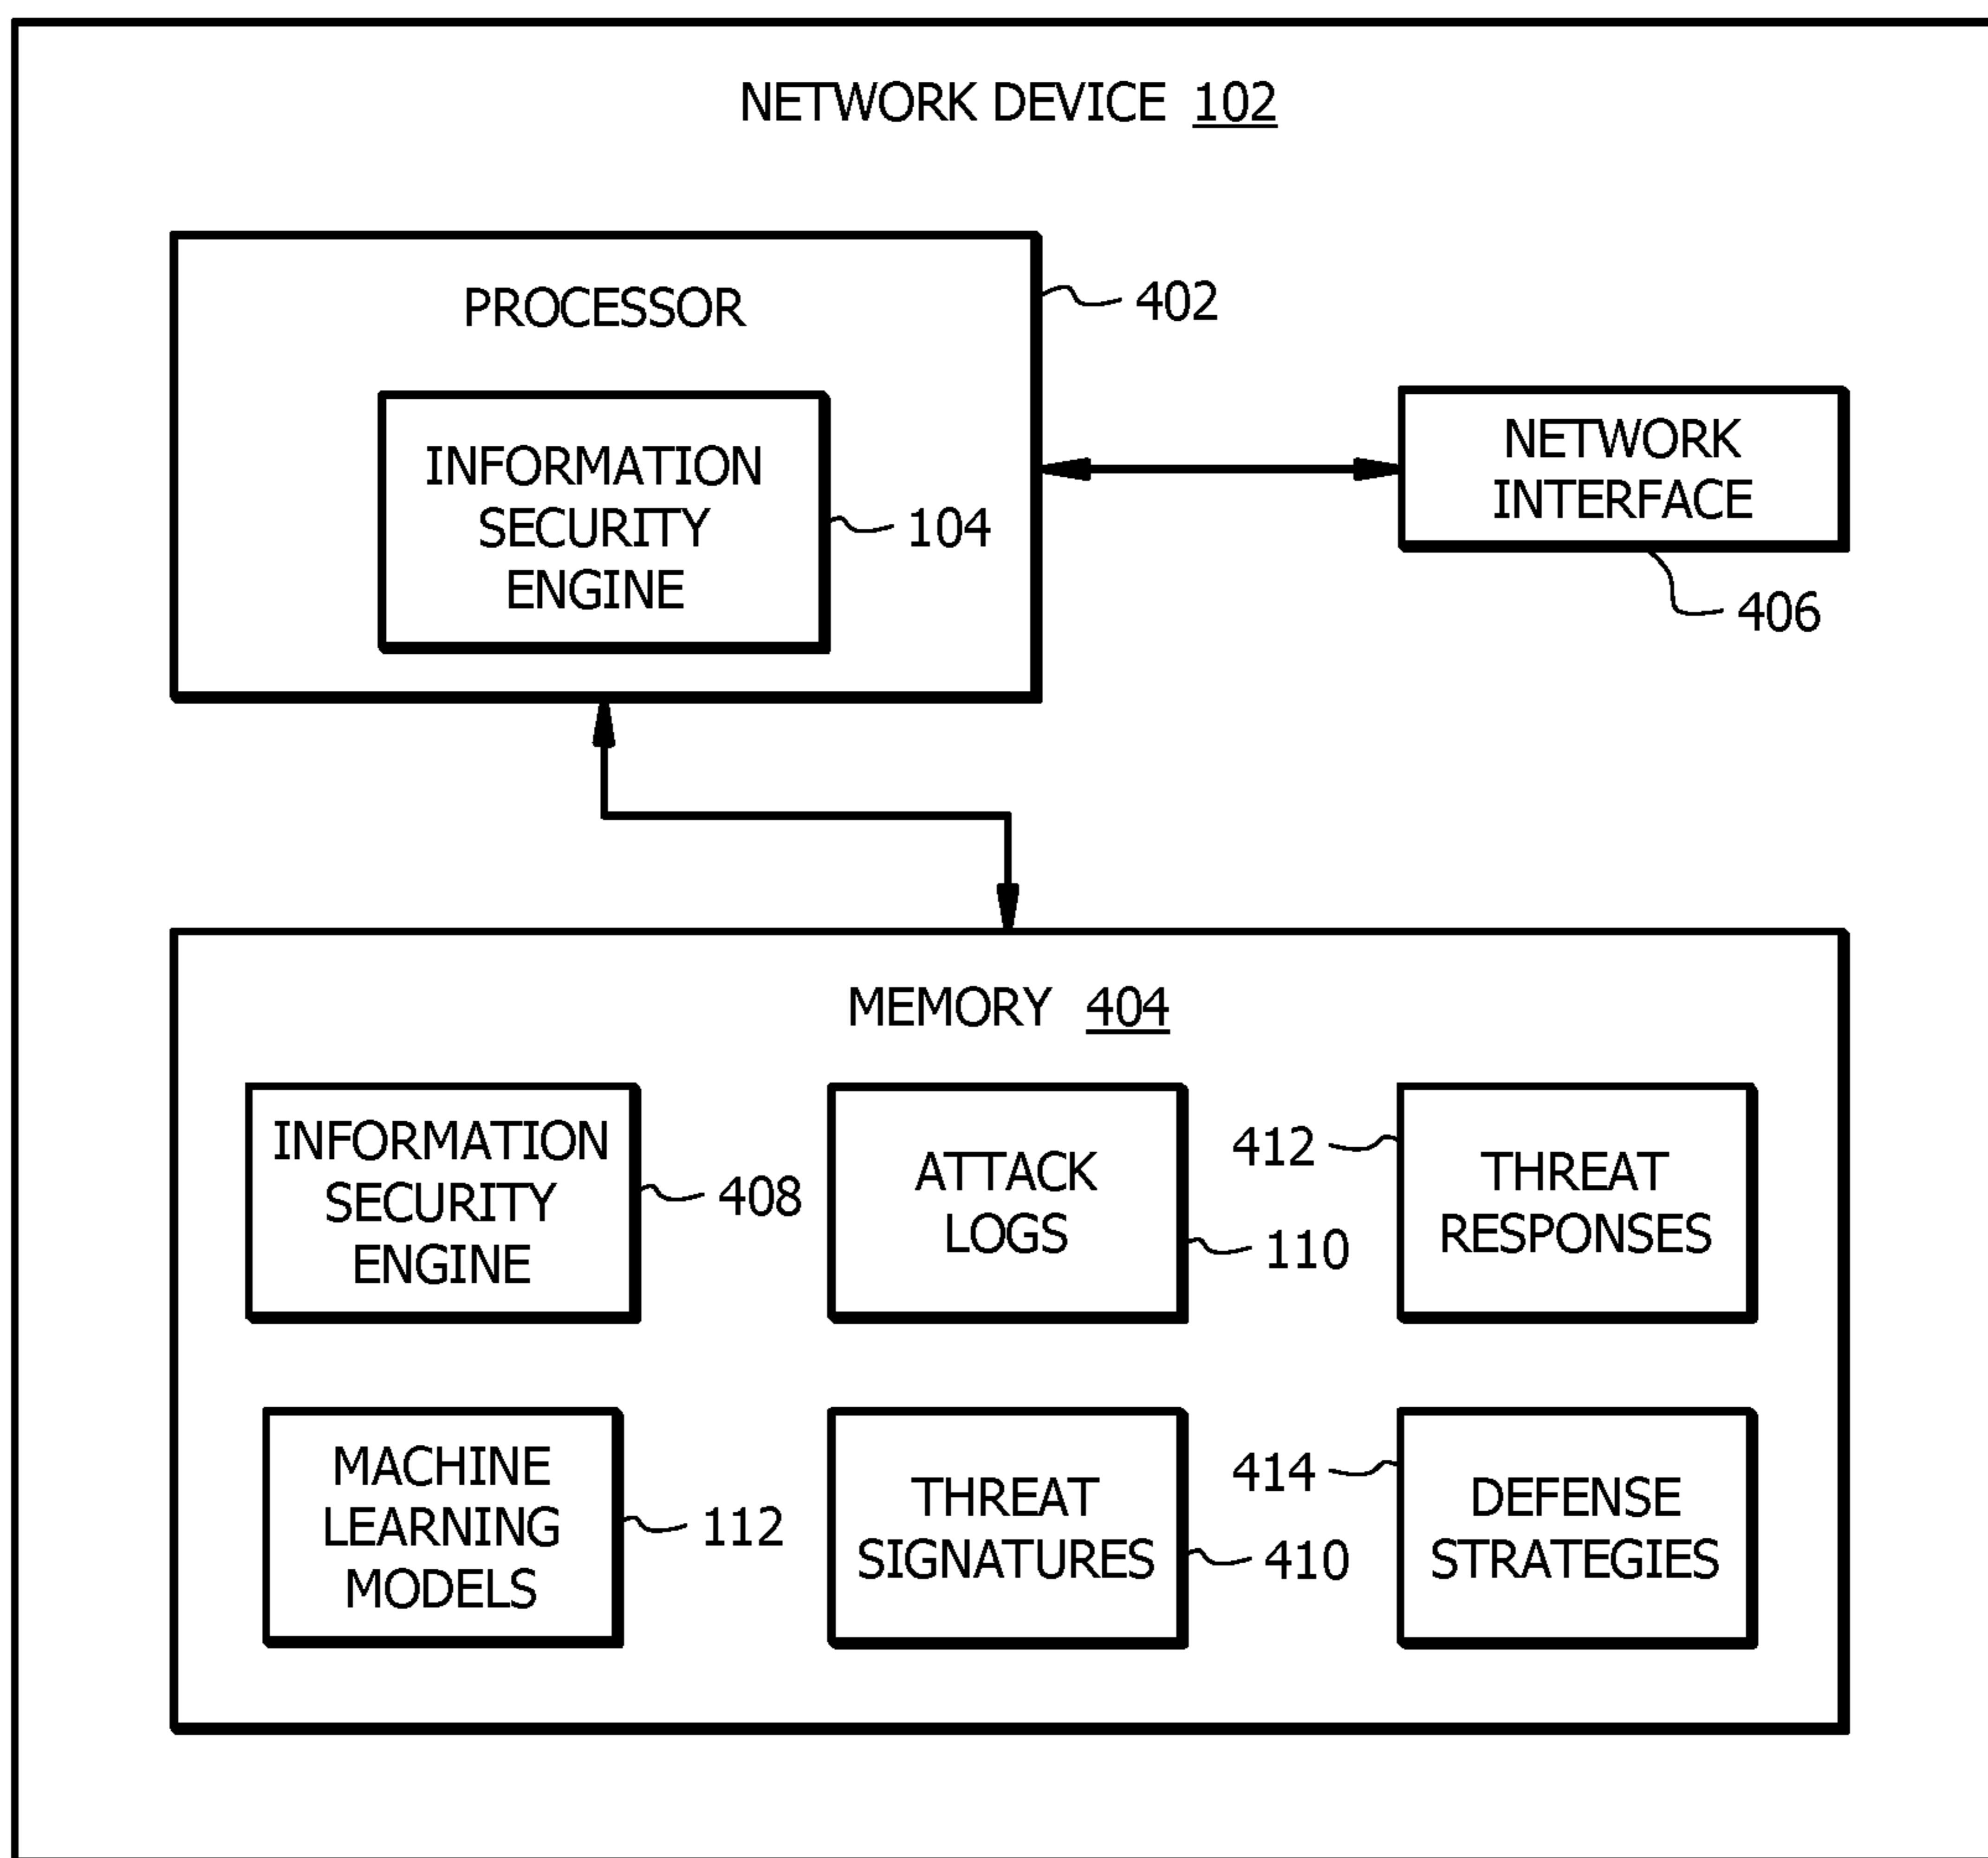 NETWORK DEVICE 102
PROCESSOR
402
INFORMATION
SECURITY
ENGINE
104
NETWORK
INTERFACE
406
MEMORY 404
INFORMATION
SECURITY
ENGINE
408
ATTACK
LOGS
110
412
THREAT
RESPONSES
MACHINE
LEARNING
MODELS
112
THREAT
SIGNATURES
410
414
DEFENSE
STRATEGIES